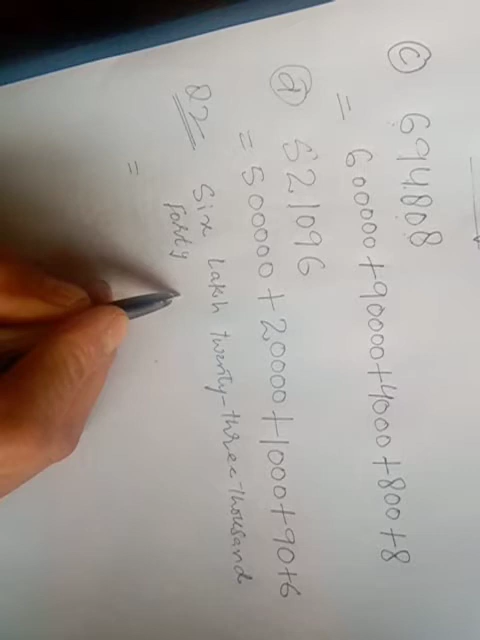 (c) 694808
= 600000+90000+4000+800+8
(d) 521096
= 500000+20000+1000+90+6
Q2 Six Lakh twenty-three-thousand
forty
=